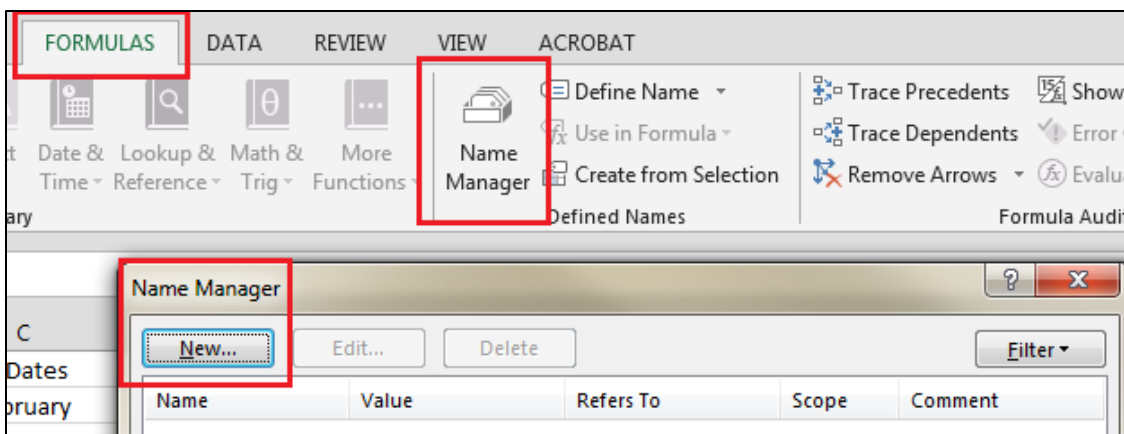 FORMULAS DATA REVIEW VIEW ACROBAT
Define Name Trace Precedents Show
Date & Lookup & Math & More Name Use in Formula Trace Dependents Error
Time Reference Trig Functions Manager Create from Selection Remove Arrows Evalu
ary Defined Names Formula Audi
Name Manager
C New... Edit... Delete Filter
Dates
bruary Name Value Refers To Scope Comment